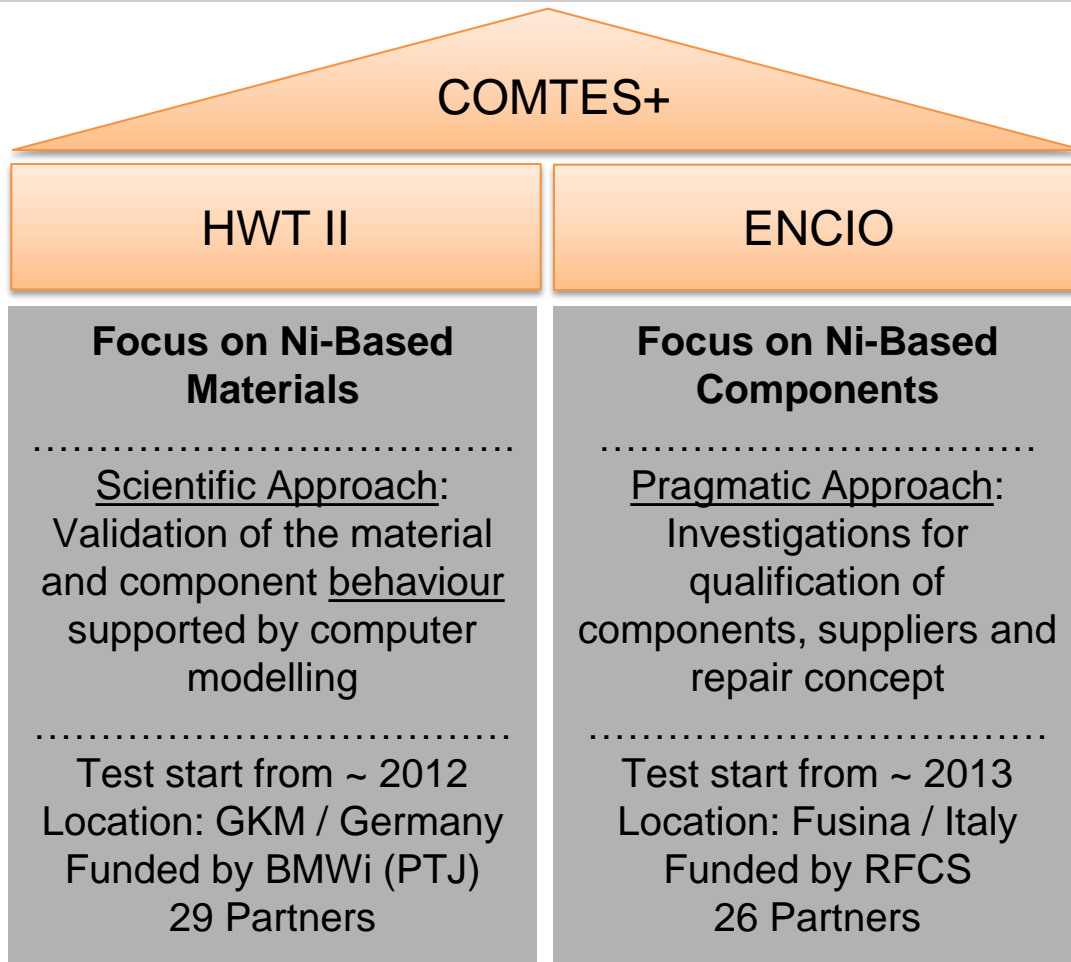 COMTES+
HWT II
ENCIO
Focus on Ni-Based
Materials
…………………...………….
Scientific Approach:
Validation of the material
and component behaviour
supported by computer
modelling
………………………………
Test start from ~ 2012
Location: GKM / Germany
Funded by BMWi (PTJ)
29 Partners
Focus on Ni-Based
Components
..……………………………
Pragmatic Approach:
Investigations for
qualification of
components, suppliers and
repair concept
………………………..……
Test start from ~ 2013
Location: Fusina / Italy
Funded by RFCS
26 Partners